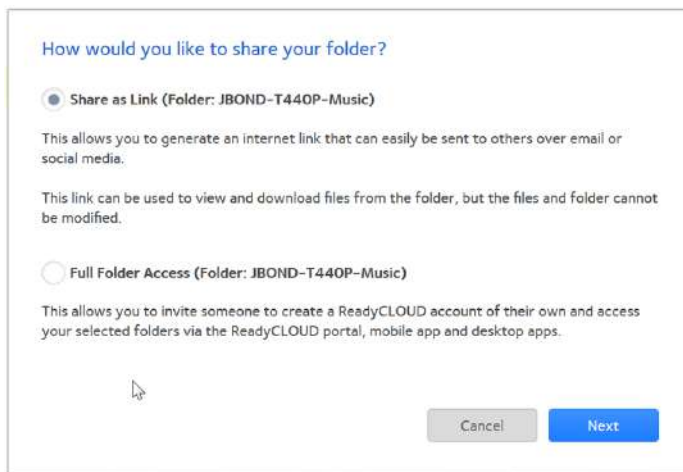 How would you like to share your folder?
Share as Link (Folder: JBOND-T440P-Music)
This allows you to generate an internet link that can easily be sent to others over email or
social media.
This link can be used to view and download files from the folder, but the files and folder cannot
be modified.
Full Folder Access (Folder: JBOND-T440P-Music)
This allows you to invite someone to create a ReadyCLOUD account of their own and access
your selected folders via the ReadyCLOUD portal, mobile app and desktop apps.
Cancel
Next